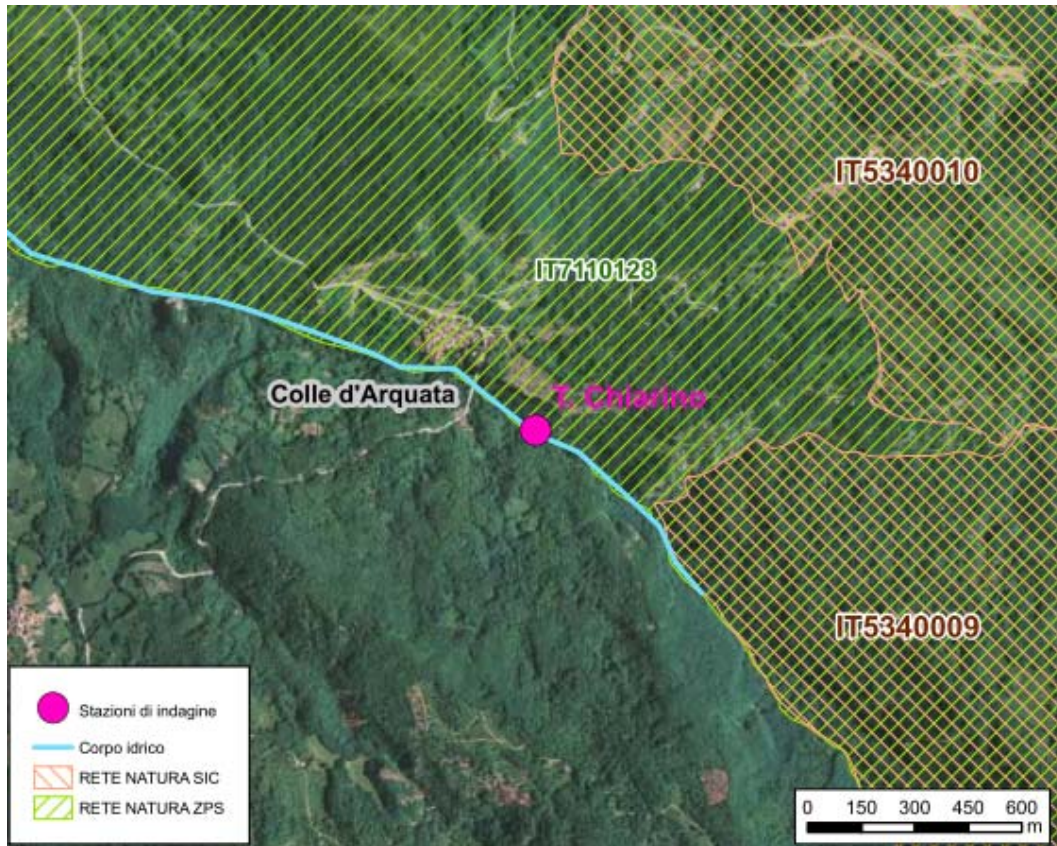 IT5340010
IT7110128
Colle d'Arquata
T. Chiarino
IT5340009
Stazioni di indagine
Corpo idrico
RETE NATURA SIC
RETE NATURA ZPS
0 150 300 450 600
m